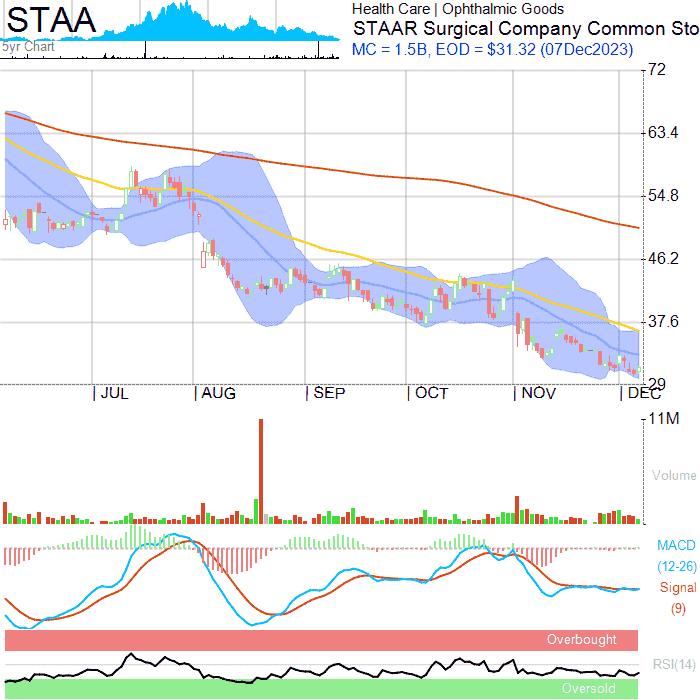 STAA
5yr Chart
Health Care | Ophthalmic Goods
STAAR Surgical Company Common Sto
MC = 1.5B, EOD = $31.32 (07Dec2023)
72
63.4
54.8
46.2
37.6
29
JUL AUG SEP OCT NOV DEC
11M
Volume
MACD
(12-26)
Signal
(9)
Overbought
RSI(14)
Oversold